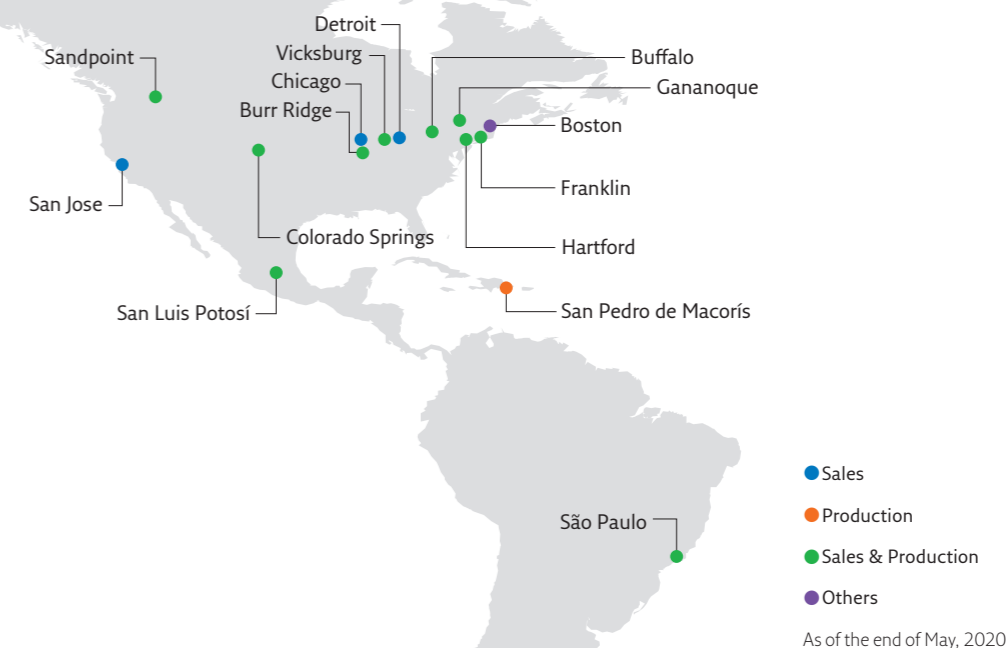 Detroit
Vicksburg
Sandpoint
Buffalo
Chicago
Gananoque
Burr Ridge
Boston
Franklin
San Jose
Colorado Springs
Hartford
San Luis Potosí
San Pedro de Macorís
Sales
Production
São Paulo
Sales & Production
Others
As of the end of May, 2020